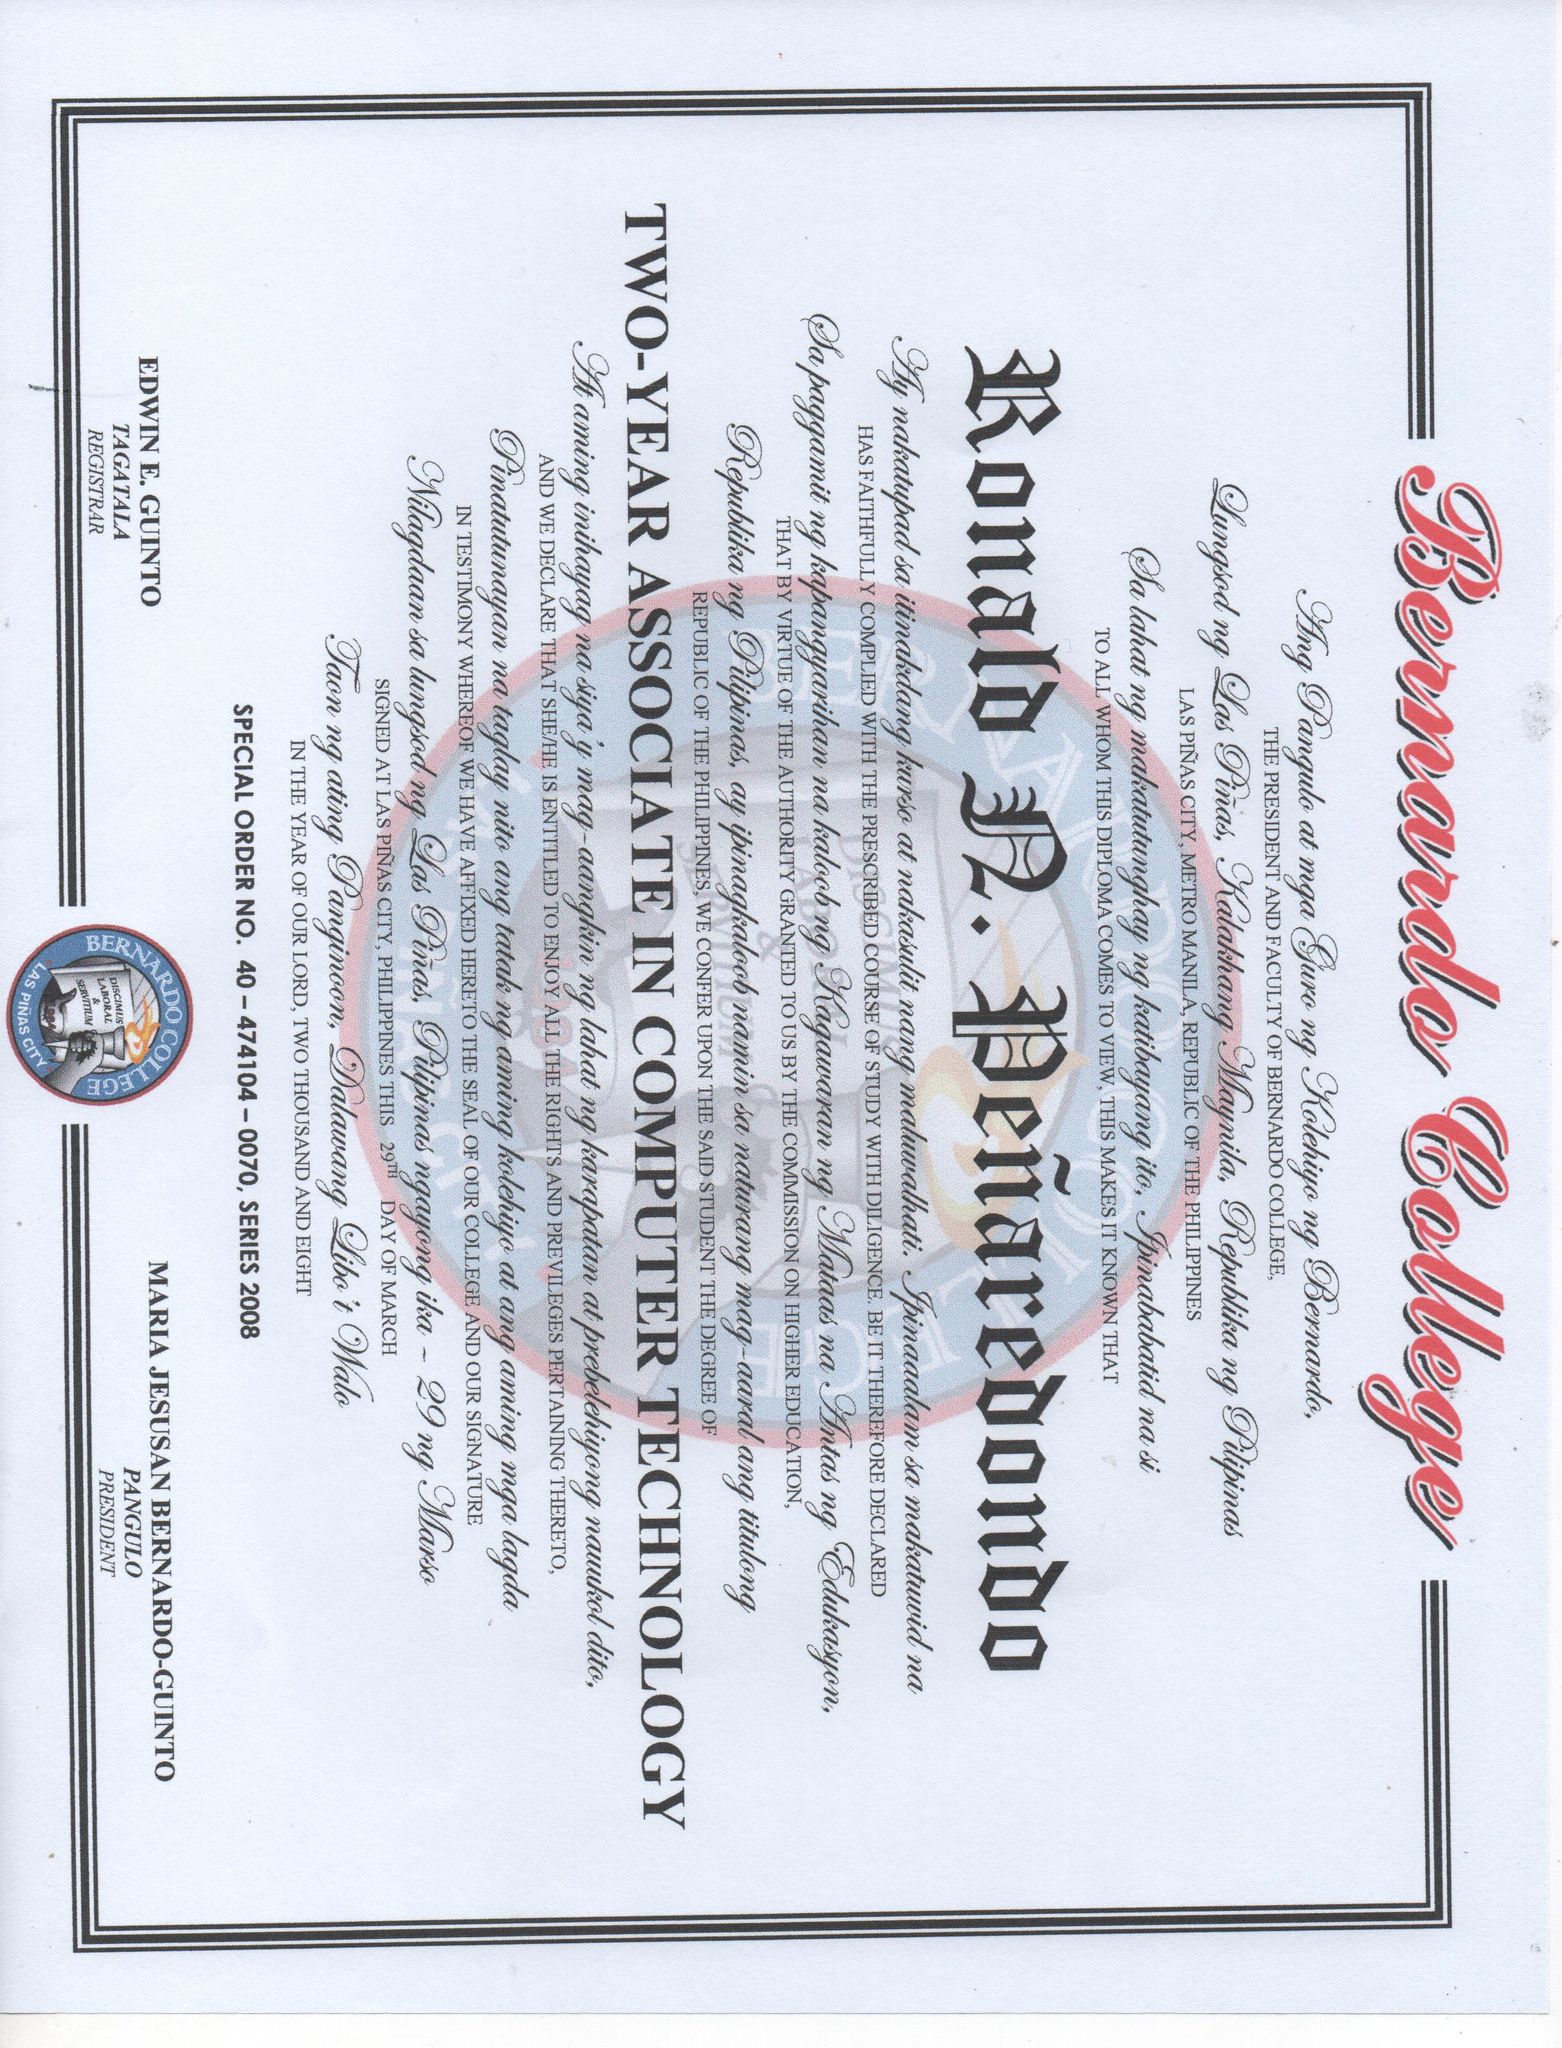 Bernardo College
Ang Pangulo at mga Guro ng Kolehiyo ng Bernardo,
THE PRESIDENT AND FACULTY OF BERNARDO COLLEGE,
Lungsod ng Las Piñas, Kalakhang Maynila, Republika ng Pilipinas
LAS PIÑAS CITY, METRO MANILA, REPUBLIC OF THE PHILIPPINES
Sa lahat ng makatutunghay ng katibayang ito, Ipinababatid na si
TO ALL WHOM THIS DIPLOMA COMES TO VIEW, THIS MAKES IT KNOWN THAT
Ronald N. Peñaredondo
Ay nakatupad sa itinakdang kurso at nakasulit nang maluwalhati. Ipinaaalam sa makatuwid na
HAS FAITHFULLY COMPLIED WITH THE PRESCRIBED COURSE OF STUDY WITH DILIGENCE. BE IT THEREFORE DECLARED
Sa paggamit ng kapangyarihan na kaloob ng Kagawaran ng Mataas na Antas ng Edukasyon,
THAT BY VIRTUE OF THE AUTHORITY GRANTED TO US BY THE COMMISSION ON HIGHER EDUCATION,
Republika ng Pilipinas, ay ipinagkaloob namin sa naturang mag-aaral ang titulong
REPUBLIC OF THE PHILIPPINES, WE CONFER UPON THE SAID STUDENT THE DEGREE OF
TWO-YEAR ASSOCIATE IN COMPUTER TECHNOLOGY
At aming inihayag na siya'y mag-aangkin ng lahat ng karapatan at prebelehiyong nauukol dito,
AND WE DECLARE THAT SHE/HE IS ENTITLED TO ENJOY ALL THE RIGHTS AND PREVILEGES PERTAINING THERETO,
Pinatutunayan na taglay nito ang tatak ng aming kolehiyo at ang aming mga lagda
IN TESTIMONY WHEREOF WE HAVE AFFIXED HERETO THE SEAL OF OUR COLLEGE AND OUR SIGNATURE
Nilagdaan sa lungsod ng Las Piñas, Pilipinas ngayong ika - 29 ng Marso
SIGNED AT LAS PIÑAS CITY, PHILIPPINES THIS 29TH DAY OF MARCH
Taon ng ating Panginoon, Dalawang Libo't Walo
IN THE YEAR OF OUR LORD, TWO THOUSAND AND EIGHT
SPECIAL ORDER NO. 40 – 474104 – 0070, SERIES 2008
EDWIN E. GUINTO
TAGATALA
REGISTRAR
MARIA JESUSAN BERNARDO-GUINTO
PANGULO
PRESIDENT
BERNARDO COLLEGE
DISCIMUS
LABORAL
&
SERVITIUM
1984
LAS PIÑAS CITY